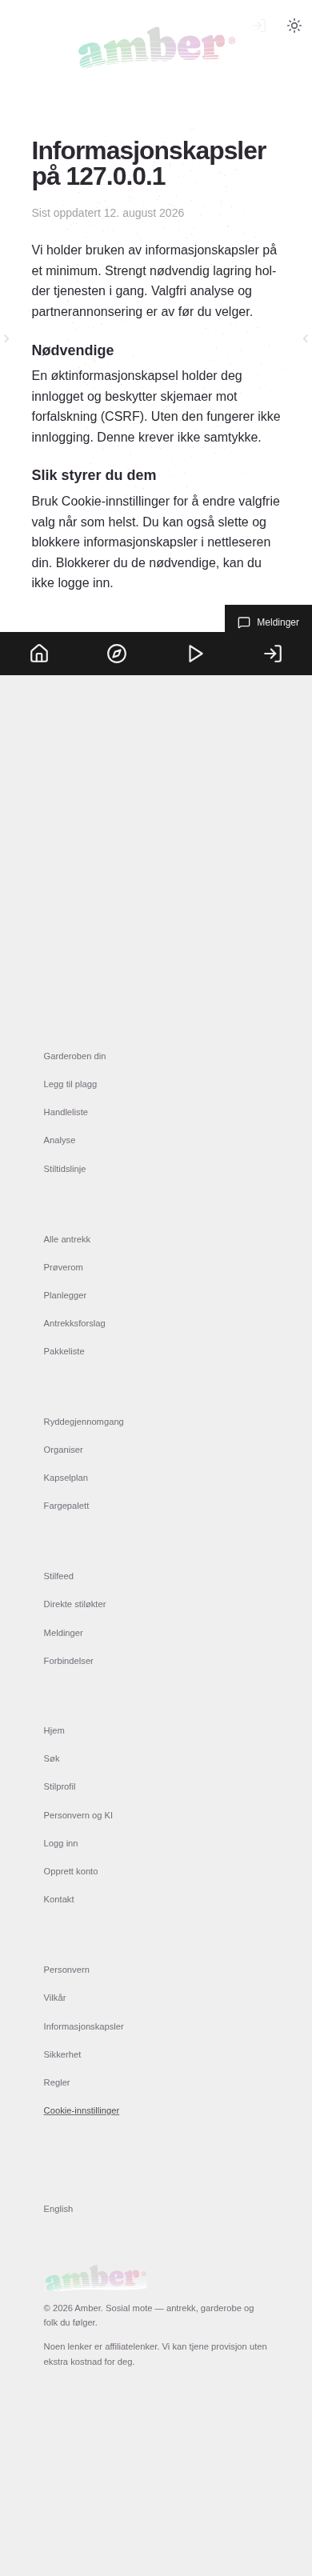 amber
Informasjonskapsler
på 127.0.0.1
Sist oppdatert 12. august 2026
Vi holder bruken av informasjonskapsler på
et minimum. Strengt nødvendig lagring hol-
der tjenesten i gang. Valgfri analyse og
partnerannonsering er av før du velger.
Nødvendige
En øktinformasjonskapsel holder deg
innlogget og beskytter skjemaer mot
forfalskning (CSRF). Uten den fungerer ikke
innlogging. Denne krever ikke samtykke.
Slik styrer du dem
Bruk Cookie-innstillinger for å endre valgfrie
valg når som helst. Du kan også slette og
blokkere informasjonskapsler i nettleseren
din. Blokkerer du de nødvendige, kan du
ikke logge inn.
Meldinger
Garderoben din
Legg til plagg
Handleliste
Analyse
Stiltidslinje
Alle antrekk
Prøverom
Planlegger
Antrekksforslag
Pakkeliste
Ryddegjennomgang
Organiser
Kapselplan
Fargepalett
Stilfeed
Direkte stiløkter
Meldinger
Forbindelser
Hjem
Søk
Stilprofil
Personvern og KI
Logg inn
Opprett konto
Kontakt
Personvern
Vilkår
Informasjonskapsler
Sikkerhet
Regler
Cookie-innstillinger
English
amber
© 2026 Amber. Sosial mote — antrekk, garderobe og
folk du følger.
Noen lenker er affiliatelenker. Vi kan tjene provisjon uten
ekstra kostnad for deg.